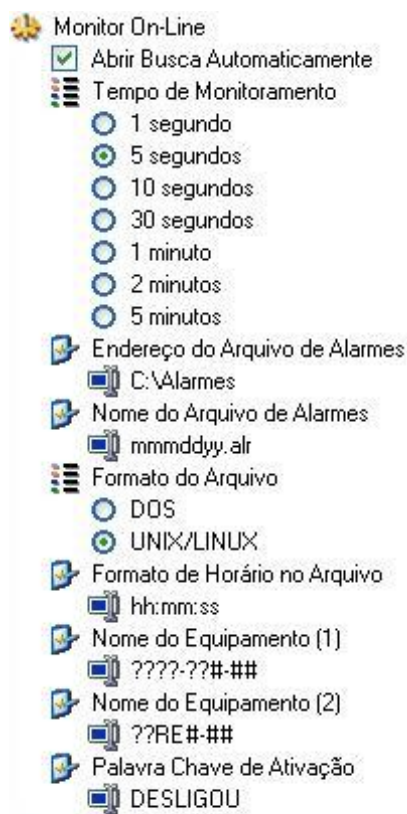 Monitor On-Line
Abrir Busca Automaticamente
Tempo de Monitoramento
1 segundo
5 segundos
10 segundos
30 segundos
1 minuto
2 minutos
5 minutos
Endereço do Arquivo de Alarmes
C:\Alarmes
Nome do Arquivo de Alarmes
mmmddyy.alr
Formato do Arquivo
DOS
UNIX/LINUX
Formato de Horário no Arquivo
hh:mm:ss
Nome do Equipamento (1)
????-??#-##
Nome do Equipamento (2)
??RE#-##
Palavra Chave de Ativação
DESLIGOU